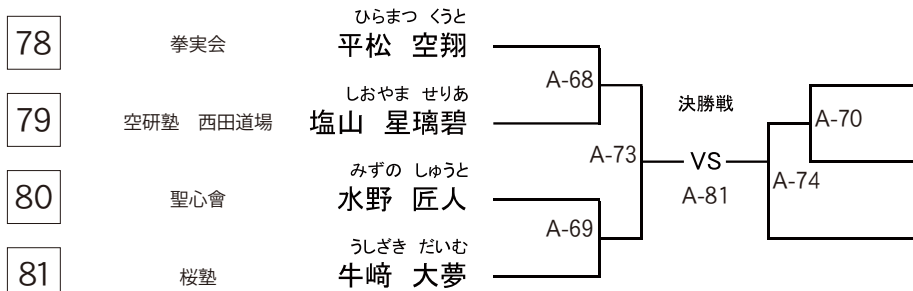 ひらまつ くうと
78 拳実会 平松 空翔
A-68
しおやま せりあ
79 空研塾 西田道場 塩山 星璃碧
決勝戦
A-70
A-73
VS
A-81
A-74
みずの しゅうと
80 聖心會 水野 匠人
A-69
うしざき だいむ
81 桜塾 牛﨑 大夢